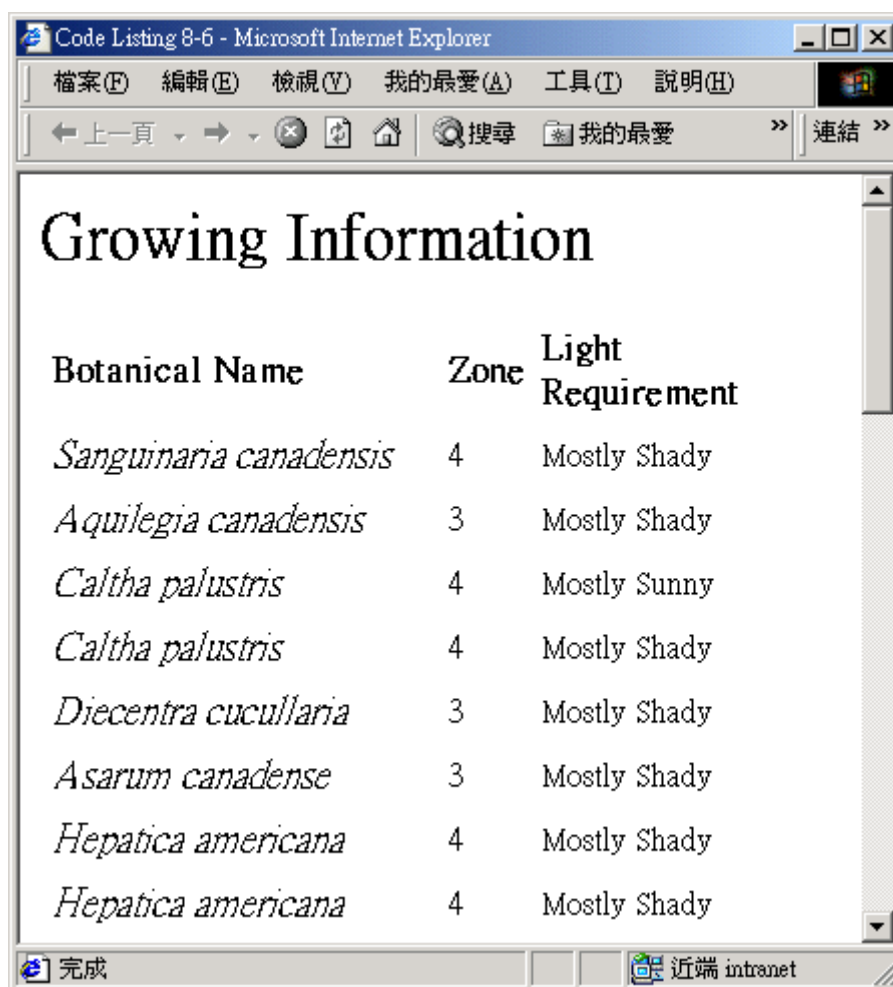 Code Listing 8-6 - Microsoft Internet Explorer
檔案(F) 編輯(E) 檢視(V) 我的最愛(A) 工具(T) 說明(H)
上一頁 搜尋 我的最愛 » 連結 »
Growing Information
Botanical Name Zone Light Requirement
Sanguinaria canadensis 4 Mostly Shady
Aquilegia canadensis 3 Mostly Shady
Caltha palustris 4 Mostly Sunny
Caltha palustris 4 Mostly Shady
Diecentra cucullaria 3 Mostly Shady
Asarum canadense 3 Mostly Shady
Hepatica americana 4 Mostly Shady
Hepatica americana 4 Mostly Shady
完成 近端 intranet